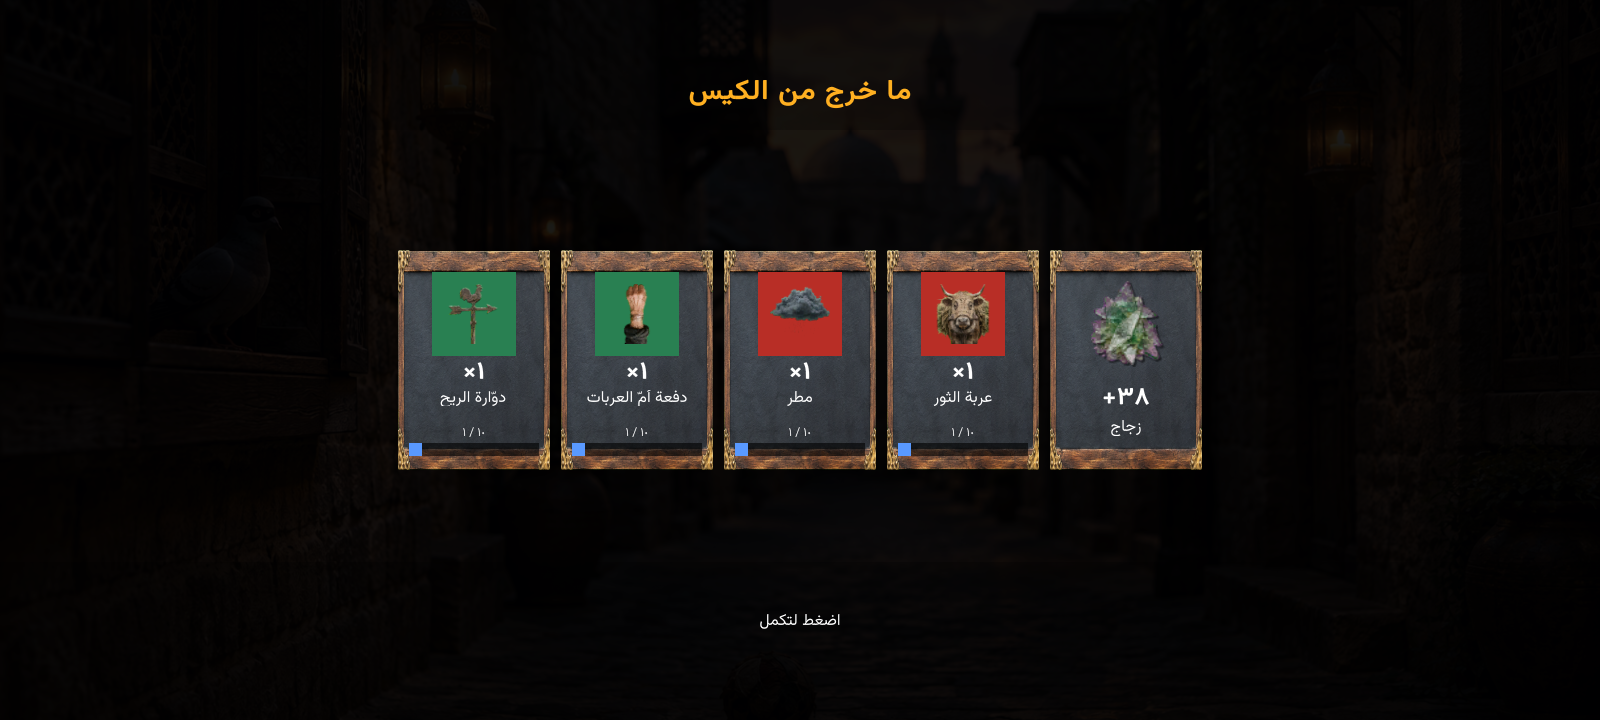 ما خرج من الكيس
+٣٨
زجاج
×١
عربة الثور
١ / ١٠
×١
مطر
١ / ١٠
×١
دفعة أمّ العربات
١ / ١٠
×١
دوّارة الريح
١ / ١٠
اضغط لتكمل